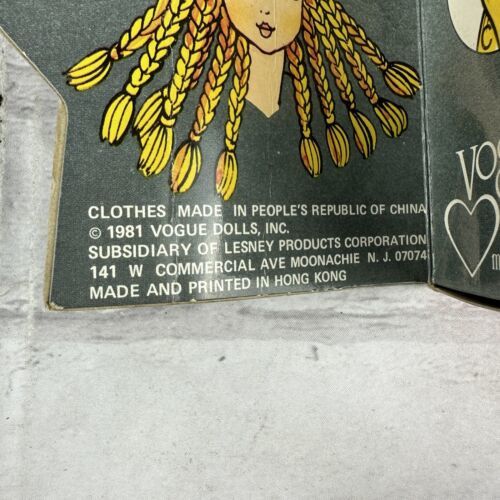 CLOTHES MADE IN PEOPLE'S REPUBLIC OF CHINA
© 1981 VOGUE DOLLS, INC.
SUBSIDIARY OF LESNEY PRODUCTS CORPORATION
141 W COMMERCIAL AVE MOONACHIE N. J. 07074
MADE AND PRINTED IN HONG KONG
VO
C